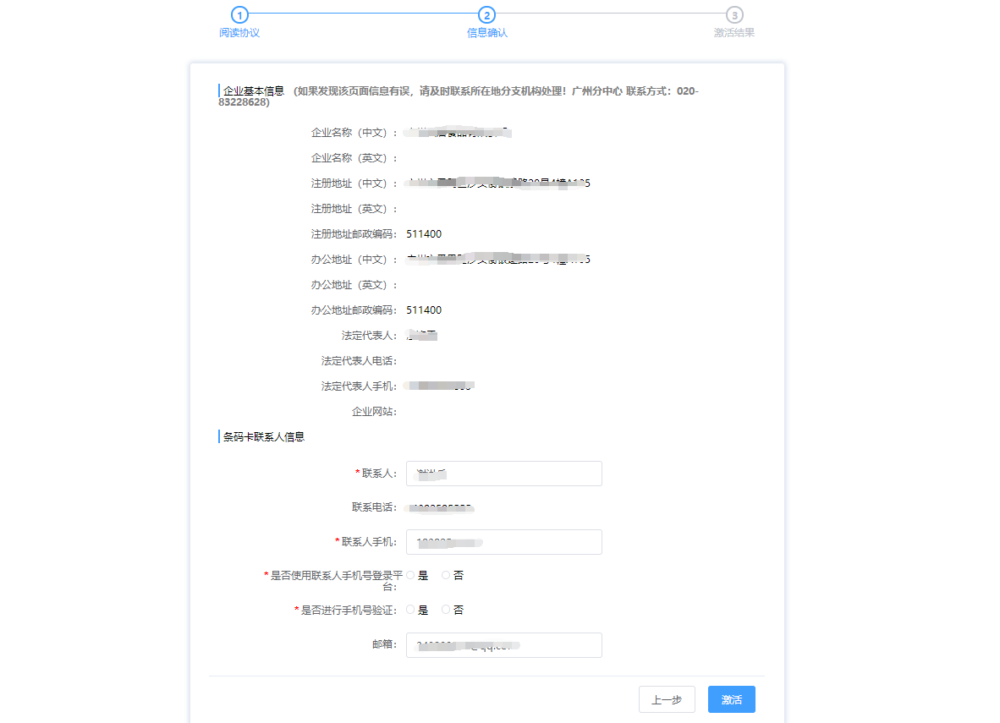 1
2
3
阅读协议
信息确认
激活结果
企业基本信息 (如果发现该页面信息有误，请及时联系所在地分支机构处理！广州分中心 联系方式：020-
83228628)
企业名称（中文）：
企业名称（英文）：
注册地址（中文）：
注册地址（英文）：
注册地址邮政编码： 511400
办公地址（中文）：
办公地址（英文）：
办公地址邮政编码： 511400
法定代表人：
法定代表人电话：
法定代表人手机：
企业网站：
条码卡联系人信息
*联系人：
联系电话：
*联系人手机：
*是否使用联系人手机号登录平 是 否
台：
*是否进行手机号验证： 是 否
邮箱：
上一步 激活